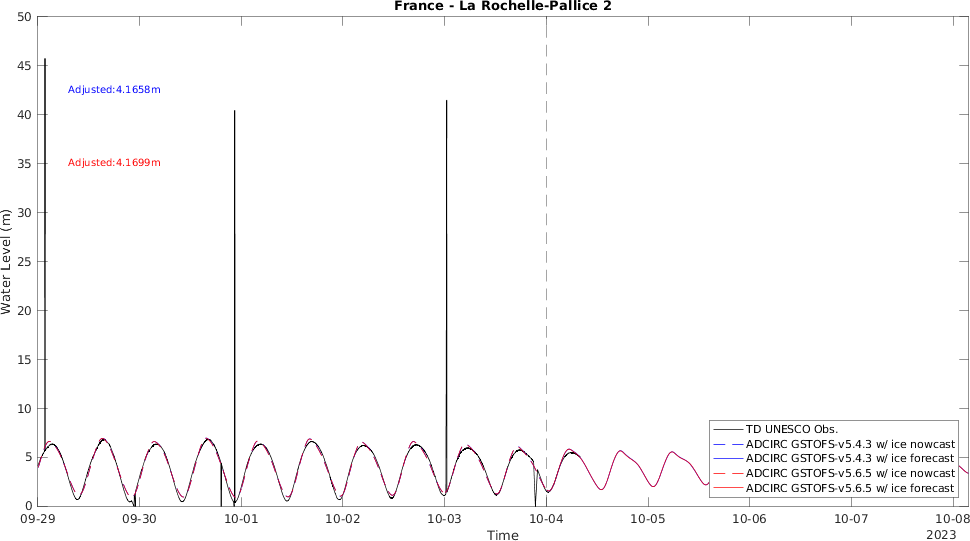 France - La Rochelle-Pallice 2
50
45
40
35
30
25
20
15
10
5
0
Water Level (m)
Adjusted:4.1658m
Adjusted:4.1699m
TD UNESCO Obs.
ADCIRC GSTOFS-v5.4.3 w/ ice nowcast
ADCIRC GSTOFS-v5.4.3 w/ ice forecast
ADCIRC GSTOFS-v5.6.5 w/ ice nowcast
ADCIRC GSTOFS-v5.6.5 w/ ice forecast
09-29 09-30 10-01 10-02 10-03 10-04 10-05 10-06 10-07 10-08
Time
2023